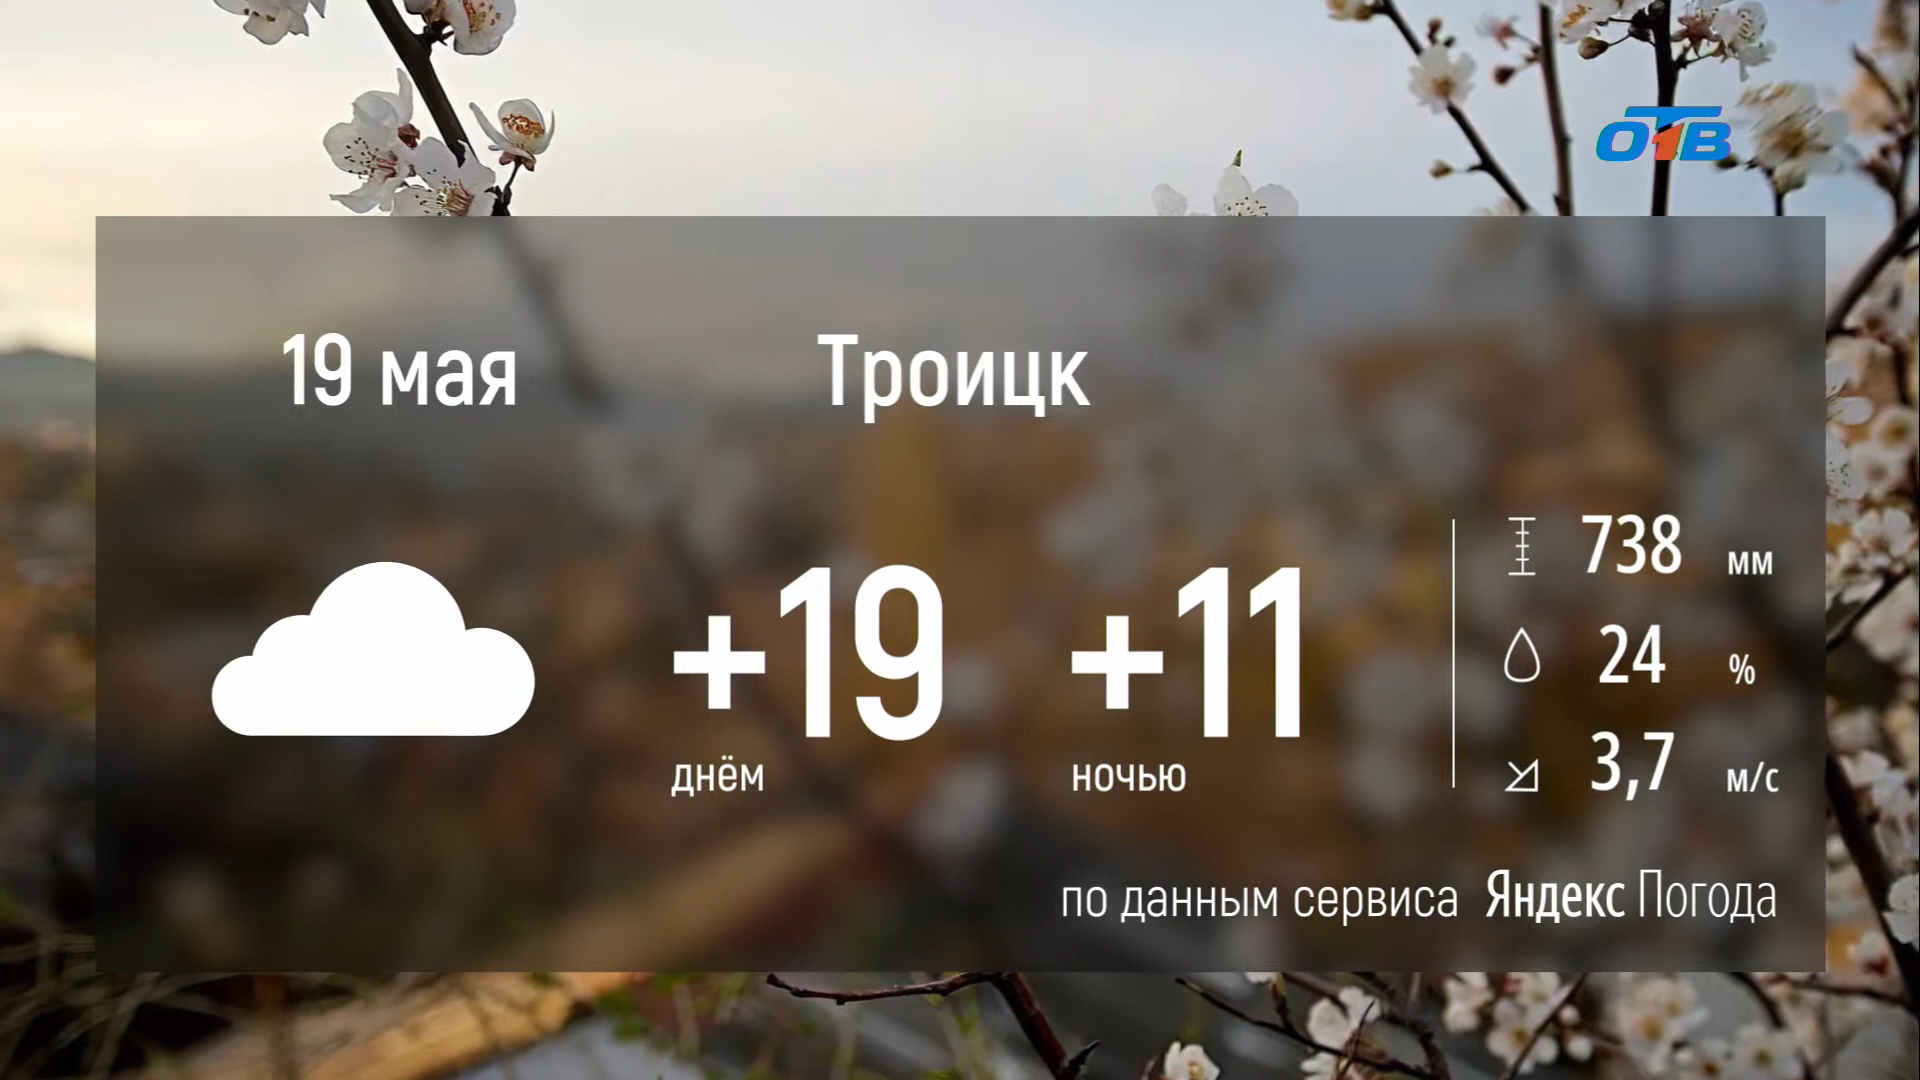 ОТВ
19 мая
Троицк
+19
днём
+11
ночью
738 мм
24 %
3,7 м/с
по данным сервиса Яндекс Погода